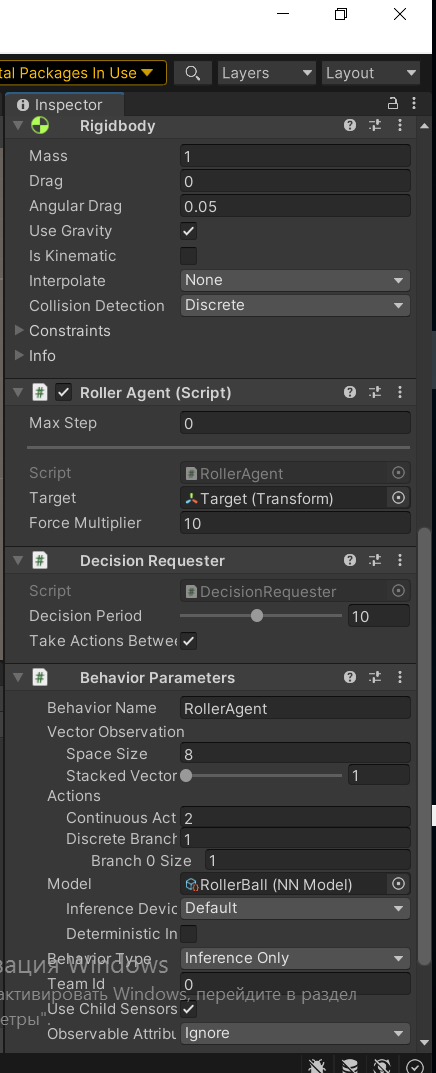 tal Packages In Use
Layers
Layout
Inspector
Rigidbody
Mass 1
Drag 0
Angular Drag 0.05
Use Gravity
Is Kinematic
Interpolate None
Collision Detection Discrete
Constraints
Info
Roller Agent (Script)
Max Step 0
Script RollerAgent
Target Target (Transform)
Force Multiplier 10
Decision Requester
Script DecisionRequester
Decision Period 10
Take Actions Betwee
Behavior Parameters
Behavior Name RollerAgent
Vector Observation
Space Size 8
Stacked Vector 1
Actions
Continuous Act 2
Discrete Branch 1
Branch 0 Size 1
Model RollerBall (NN Model)
Inference Devic Default
Deterministic In
Behavior Type Inference Only
вация Windows
Team Id 0
активировать Windows, перейдите в раздел
Use Child Sensors
етры".
Observable Attribu Ignore